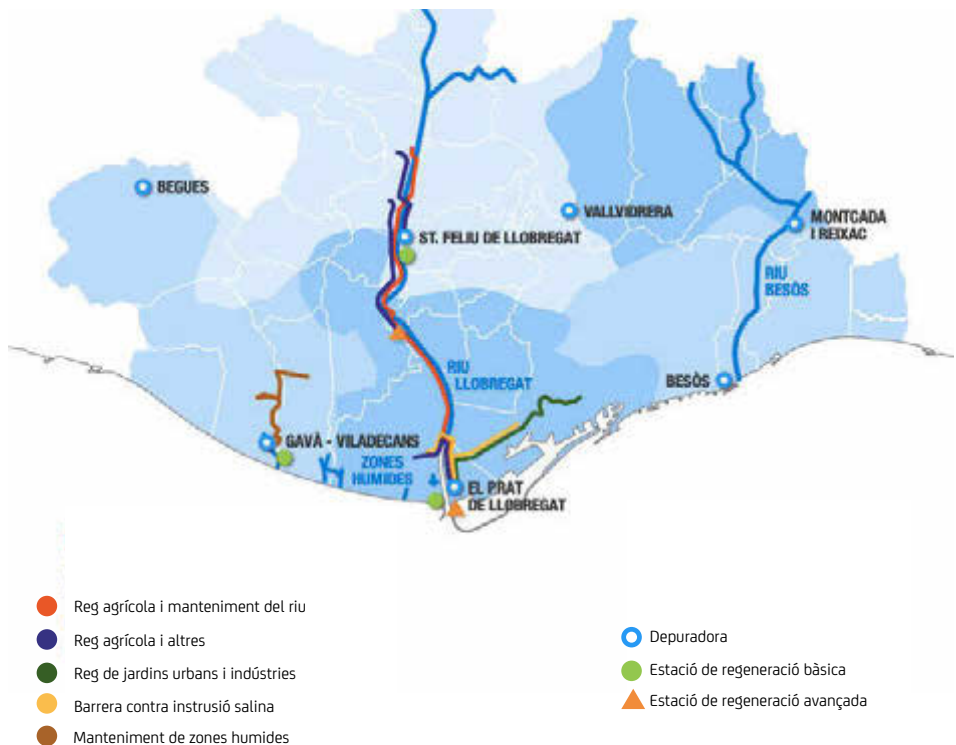 BEGUES
VALLVIDRERA
MONTCADA
I REIXAC
ST. FELIU DE LLOBREGAT
RIU
BESÒS
RIU
LLOBREGAT
BESÒS
GAVÀ - VILADECANS
ZONES
HUMIDES
EL PRAT
DE LLOBREGAT
Reg agrícola i manteniment del riu
Reg agrícola i altres
Reg de jardins urbans i indústries
Barrera contra instrusió salina
Manteniment de zones humides
Depuradora
Estació de regeneració bàsica
Estació de regeneració avançada